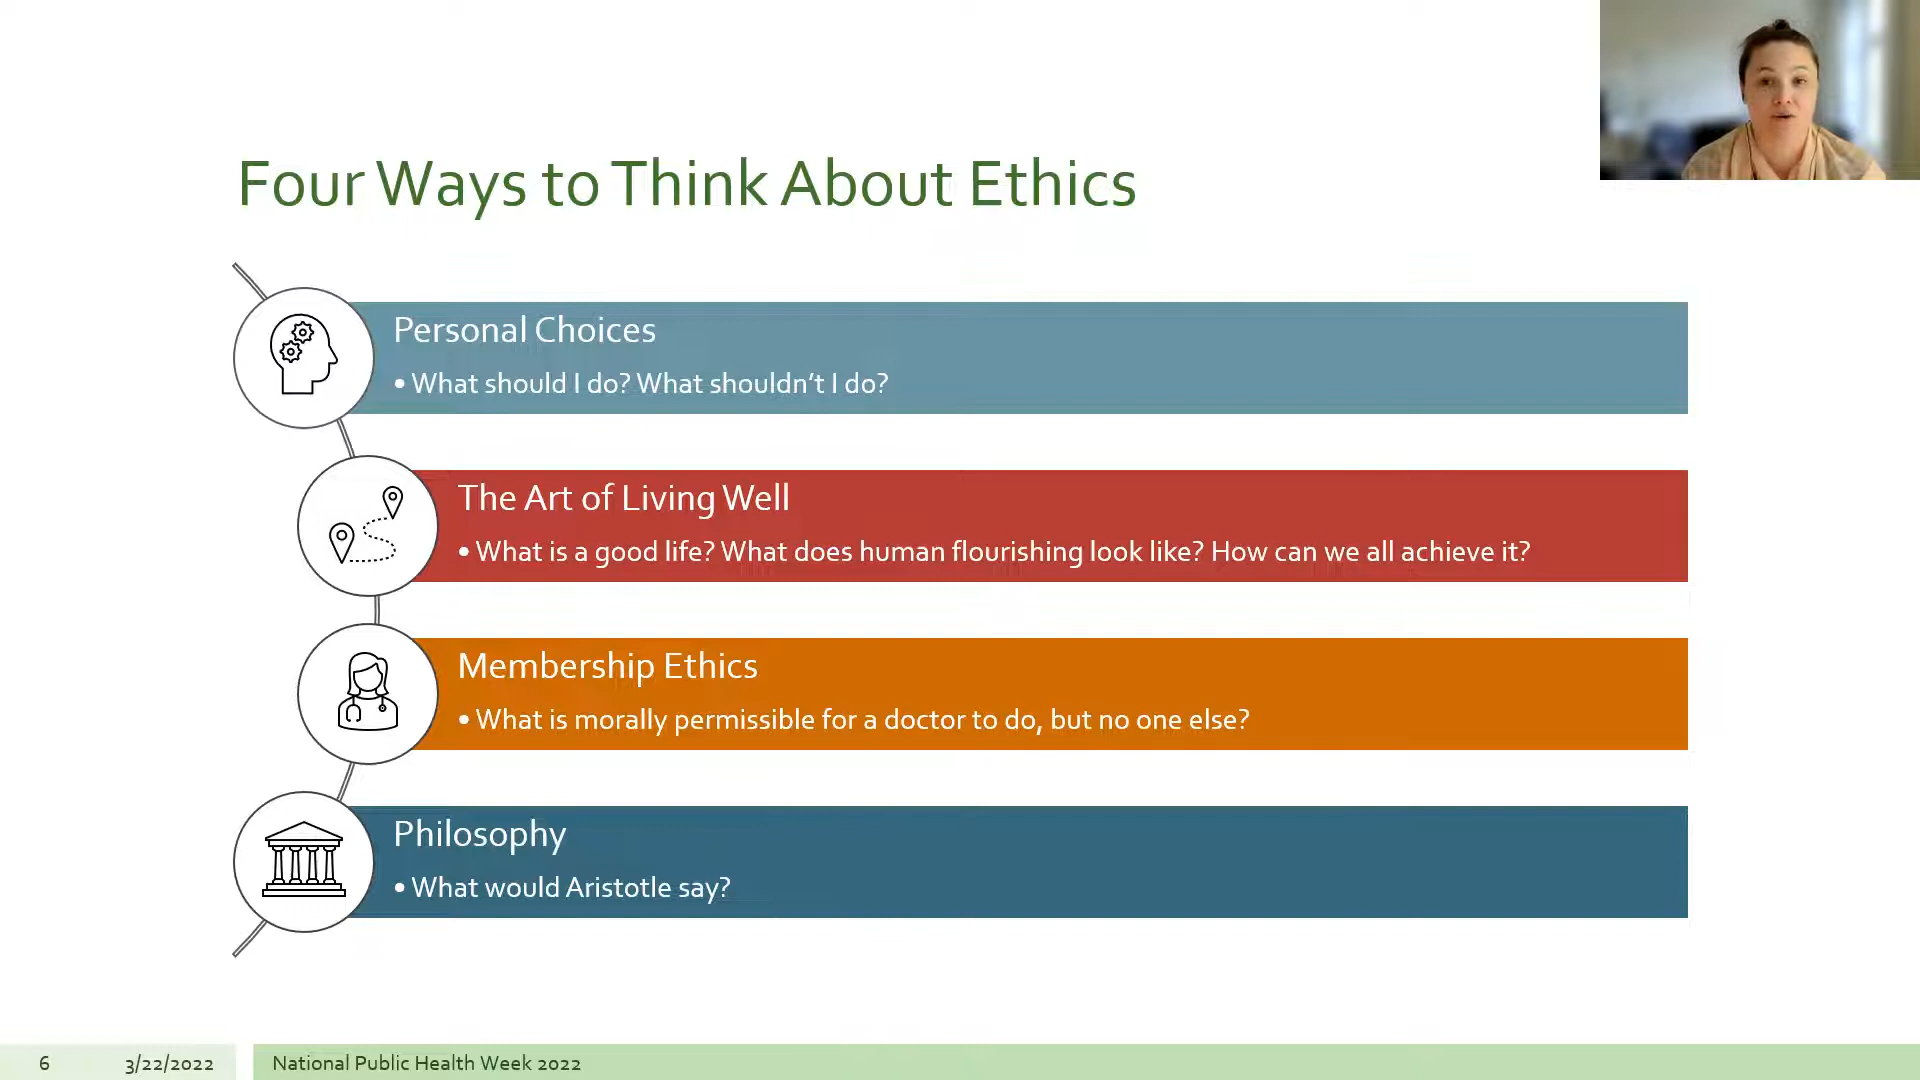 Four Ways to Think About Ethics
Personal Choices
• What should I do? What shouldn’t I do?
The Art of Living Well
• What is a good life? What does human flourishing look like? How can we all achieve it?
Membership Ethics
• What is morally permissible for a doctor to do, but no one else?
Philosophy
• What would Aristotle say?
6 3/22/2022 National Public Health Week 2022